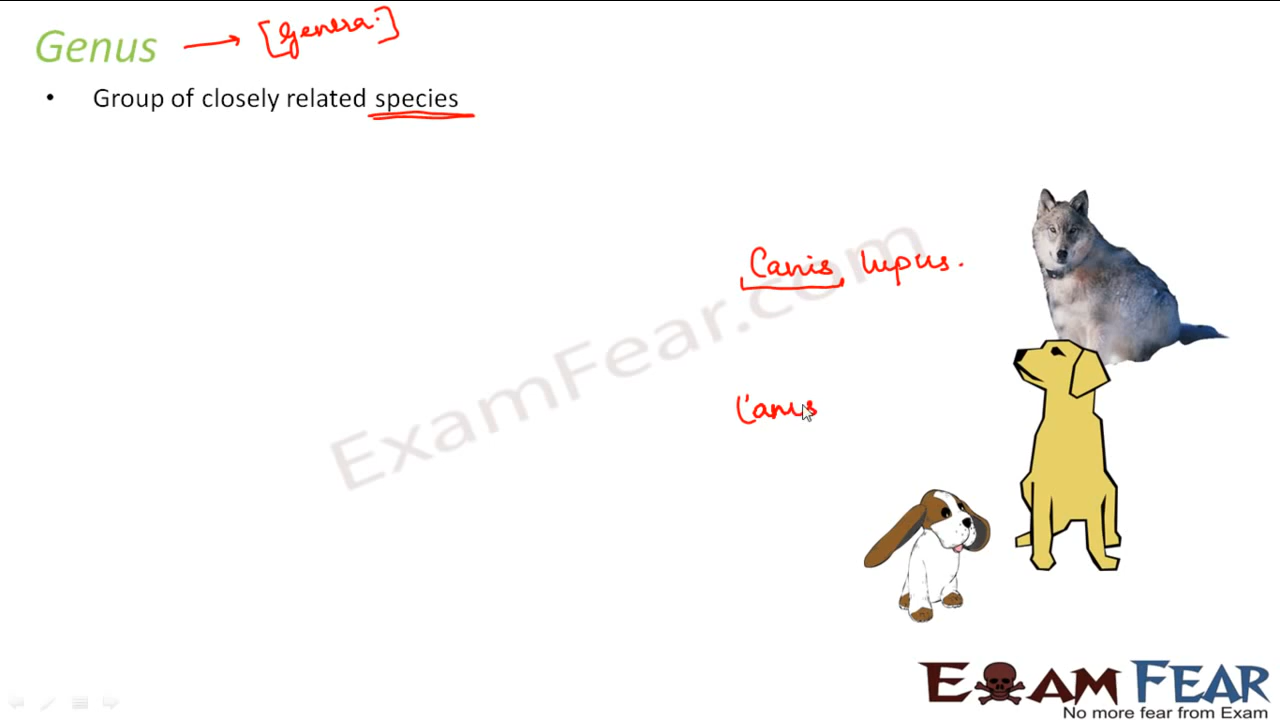 Genus → [Genera.]
• Group of closely related species
Canis lupus.
Canis
ExamFear.com
EXAM FEAR
No more fear from Exam